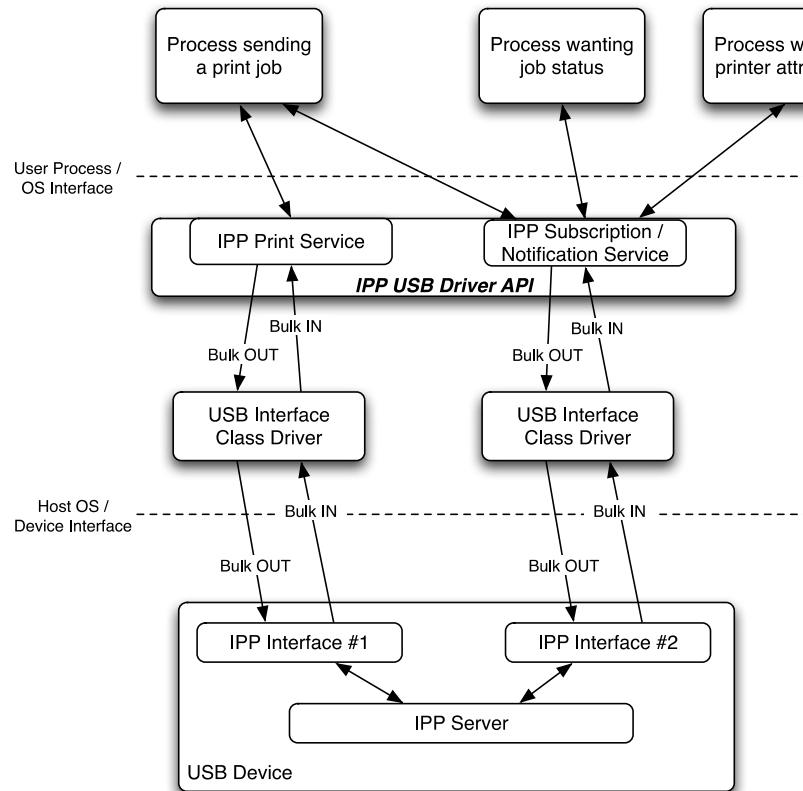 Process sending
a print job
Process wanting
job status
Process w
printer attr
User Process /
OS Interface
IPP Print Service
IPP Subscription /
Notification Service
IPP USB Driver API
Bulk IN
Bulk OUT
Bulk IN
Bulk OUT
USB Interface
Class Driver
USB Interface
Class Driver
Host OS /
Device Interface
Bulk IN
Bulk OUT
Bulk IN
Bulk OUT
IPP Interface #1
IPP Interface #2
IPP Server
USB Device